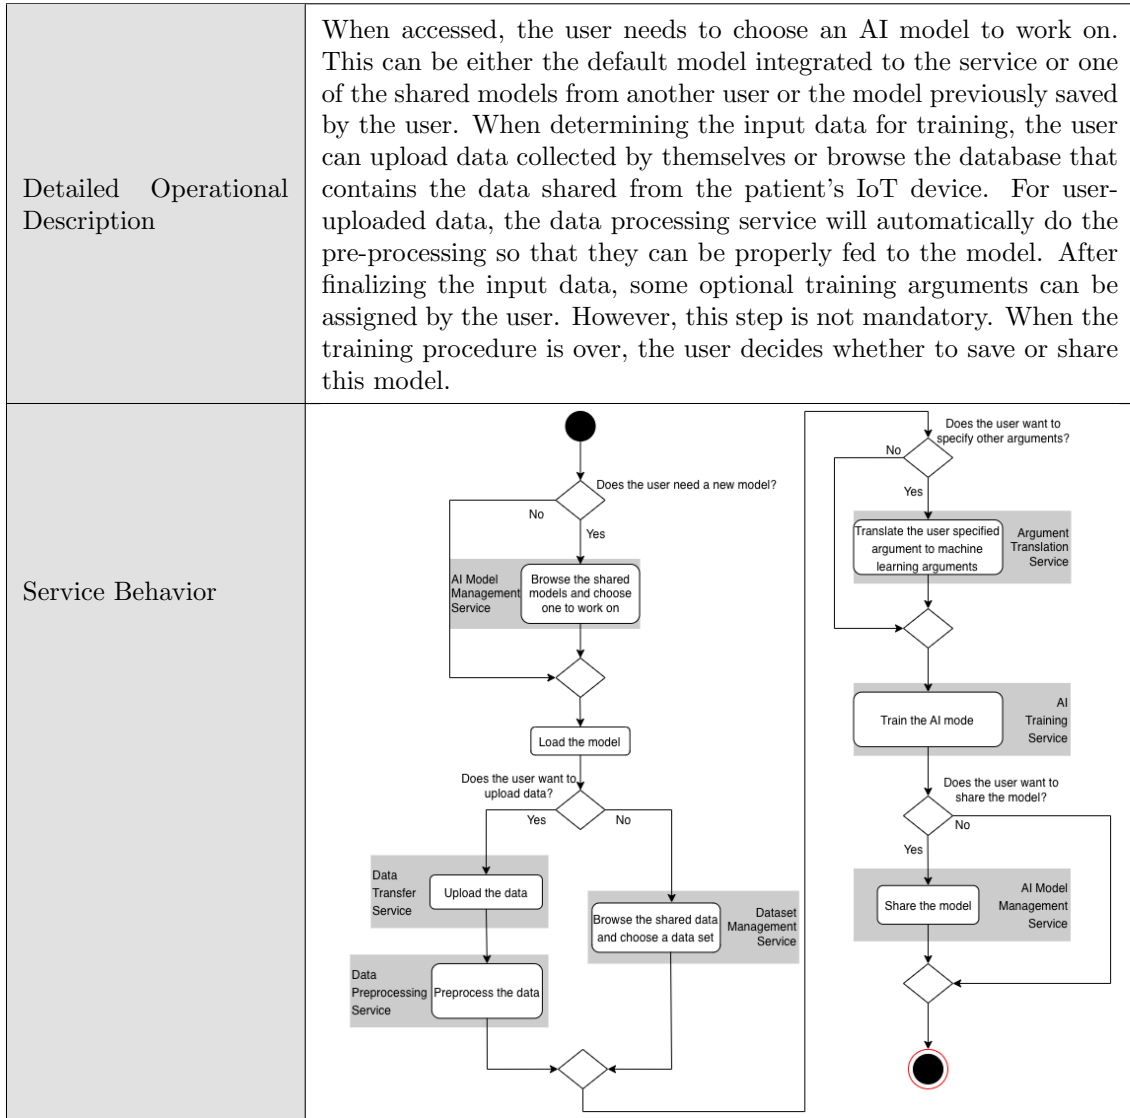 Detailed Operational
Description
When accessed, the user needs to choose an AI model to work on.
This can be either the default model integrated to the service or one
of the shared models from another user or the model previously saved
by the user. When determining the input data for training, the user
can upload data collected by themselves or browse the database that
contains the data shared from the patient's IoT device. For user-
uploaded data, the data processing service will automatically do the
pre-processing so that they can be properly fed to the model. After
finalizing the input data, some optional training arguments can be
assigned by the user. However, this step is not mandatory. When the
training procedure is over, the user decides whether to save or share
this model.
Service Behavior
Does the user need a new model?
No
Yes
AI Model
Management
Service
Browse the shared
models and choose
one to work on
Load the model
Does the user want to
upload data?
Yes
No
Data
Transfer
Service
Upload the data
Browse the shared data
and choose a data set
Dataset
Management
Service
Data
Preprocessing
Service
Preprocess the data
Does the user want to
specify other arguments?
No
Yes
Translate the user specified
argument to machine
learning arguments
Argument
Translation
Service
Train the AI mode
AI
Training
Service
Does the user want to
share the model?
No
Yes
Share the model
AI Model
Management
Service